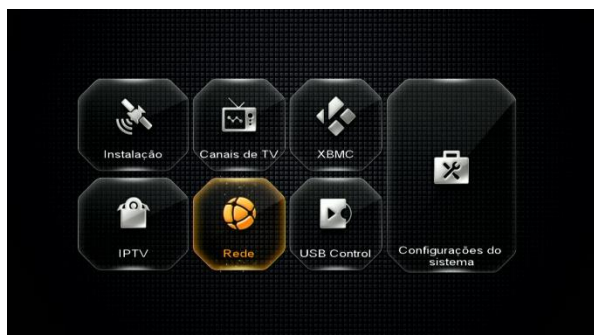 Instalação
Canais de TV
XBMC
IPTV
Rede
USB Control
Configurações do
sistema